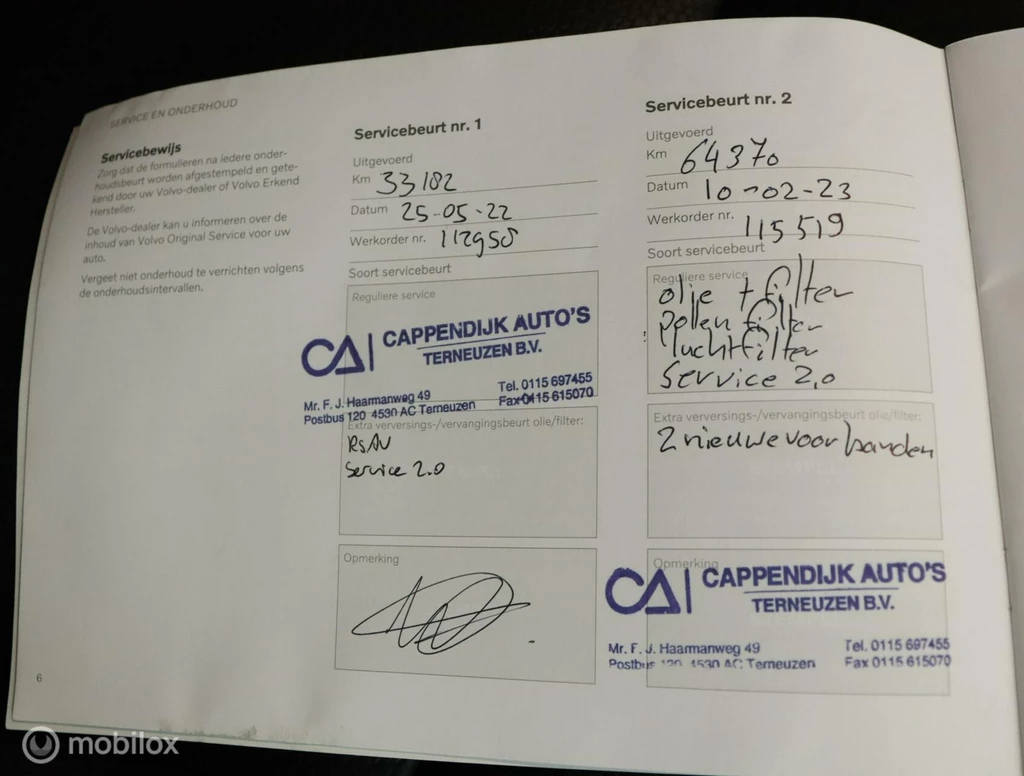 SERVICE EN ONDERHOUD
Servicebewijs
Zorg dat de formulieren na iedere onder-
houdsbeurt worden afgestempeld en gete-
kend door uw Volvo-dealer of Volvo Erkend
Hersteller.
De Volvo-dealer kan u informeren over de
inhoud van Volvo Original Service voor uw
auto.
Vergeet niet onderhoud te verrichten volgens
de onderhoudsintervallen.
6
Servicebeurt nr. 1
Uitgevoerd
Km 33182
Datum 25-05-22
Werkorder nr. 112958
Soort servicebeurt
Reguliere service
CA CAPPENDIJK AUTO'S
TERNEUZEN B.V.
Mr. F. J. Haarmanweg 49 Tel. 0115 697455
Postbus 120 4530 AC Terneuzen Fax 0115 615070
Extra verversings-/vervangingsbeurt olie/filter:
RSAV
Service 2.0
Opmerking
Servicebeurt nr. 2
Uitgevoerd
Km 64370
Datum 10-02-23
Werkorder nr. 115519
Soort servicebeurt
Reguliere service
olie + filter
pollen filter
luchtfilter
Service 2,0
Extra verversings-/vervangingsbeurt olie/filter:
2 nieuwe voor banden
Opmerking
CA CAPPENDIJK AUTO'S
TERNEUZEN B.V.
Mr. F. J. Haarmanweg 49 Tel. 0115 697455
Postbus 120 4530 AC Terneuzen Fax 0115 615070
mobilox